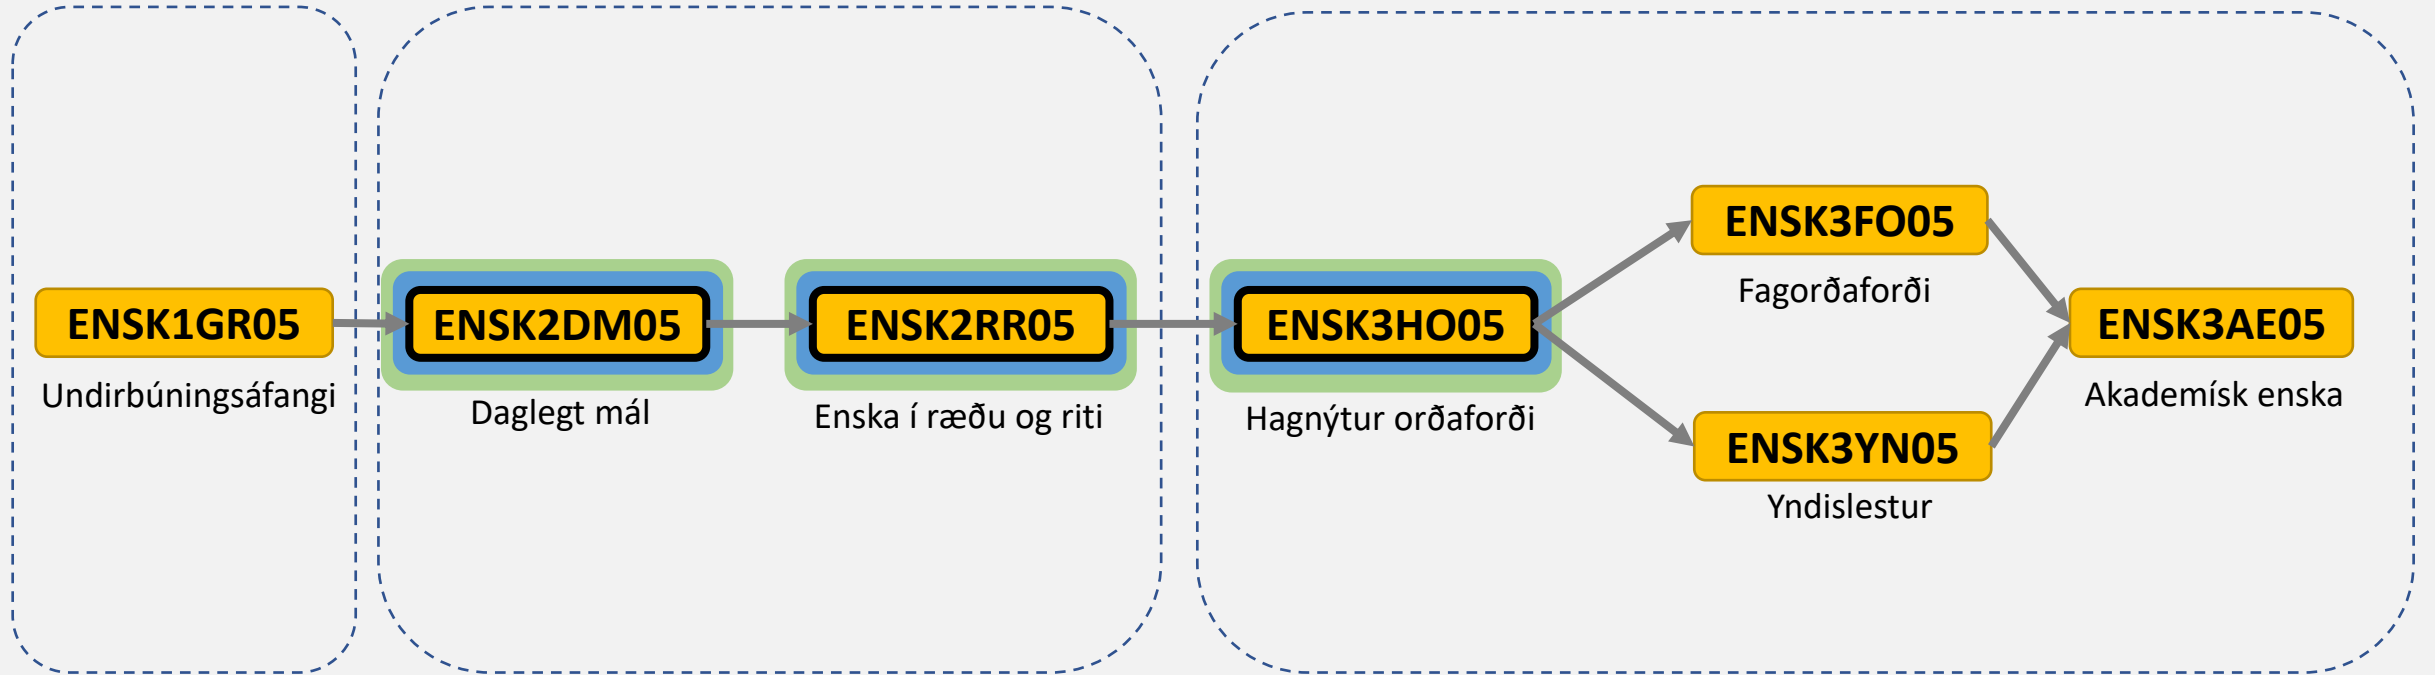 ENSK1GR05
Undirbúningsáfangi
ENSK2DM05
Daglegt mál
ENSK2RR05
Enska í ræðu og riti
ENSK3HO05
Hagnýtur orðaforði
ENSK3FO05
Fagorðaforði
ENSK3YN05
Yndislestur
ENSK3AE05
Akademísk enska